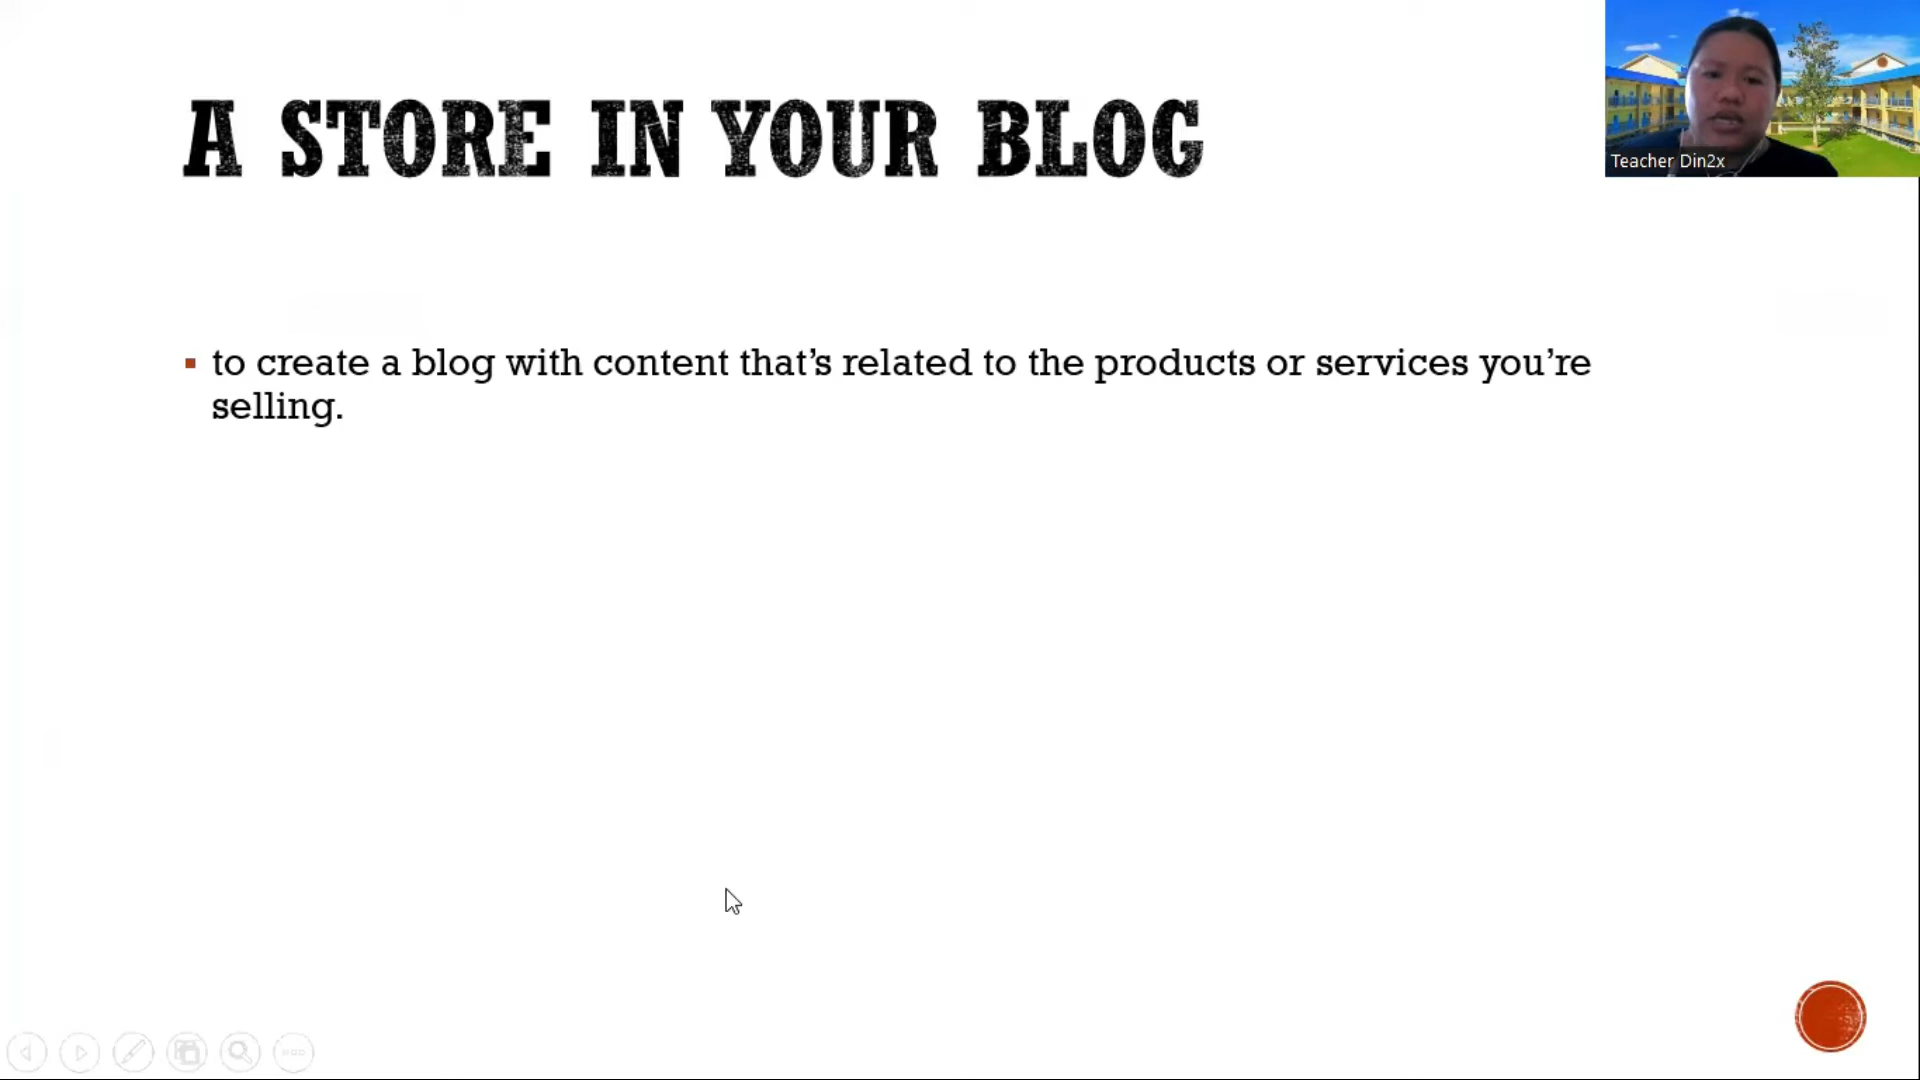 A STORE IN YOUR BLOG
Teacher Din2x
▪ to create a blog with content that’s related to the products or services you’re
selling.